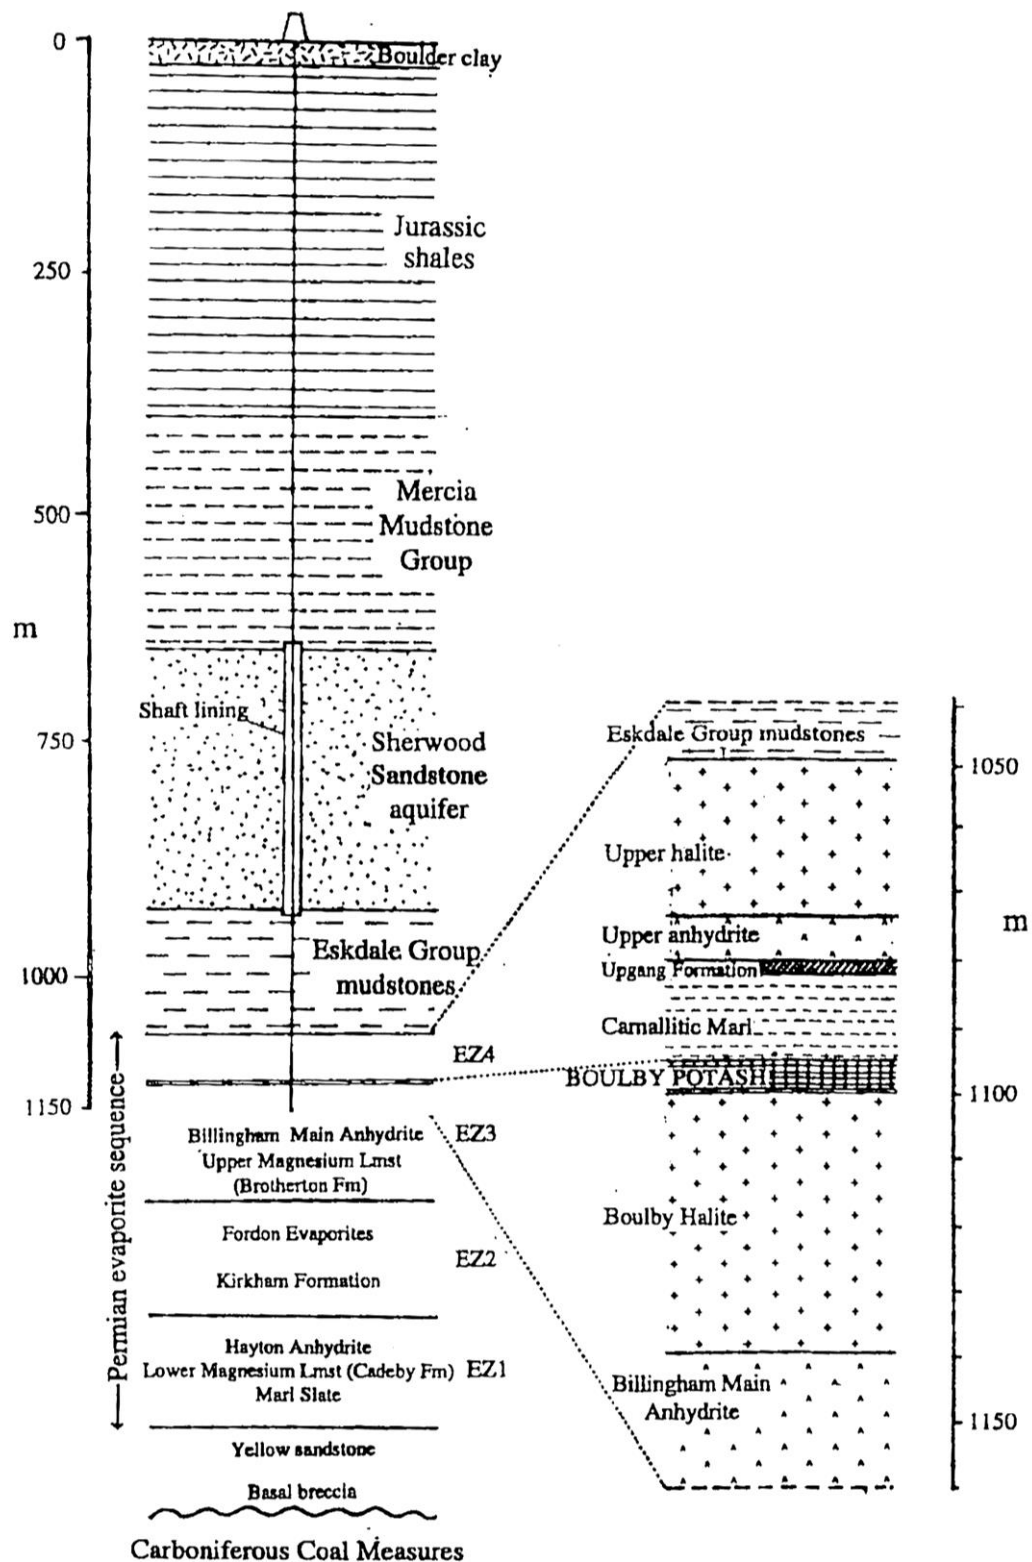 0
Boulder clay
Jurassic
shales
250
Mercia
Mudstone
Group
500
m
Shaft lining
750
Sherwood
Sandstone
aquifer
Eskdale Group
mudstones
1000
EZ4
1150
Permian evaporite sequence
Billingham Main Anhydrite
EZ3
Upper Magnesium Lmst
(Brotherton Fm)
Fordon Evaporites
EZ2
Kirkham Formation
Hayton Anhydrite
Lower Magnesium Lmst (Cadeby Fm)
EZ1
Marl Slate
Yellow sandstone
Basal breccia
Carboniferous Coal Measures
Eskdale Group mudstones
1050
Upper halite
Upper anhydrite
m
Upgang Formation
Carnallitic Marl
BOULBY POTASH
1100
Boulby Halite
Billingham Main
Anhydrite
1150